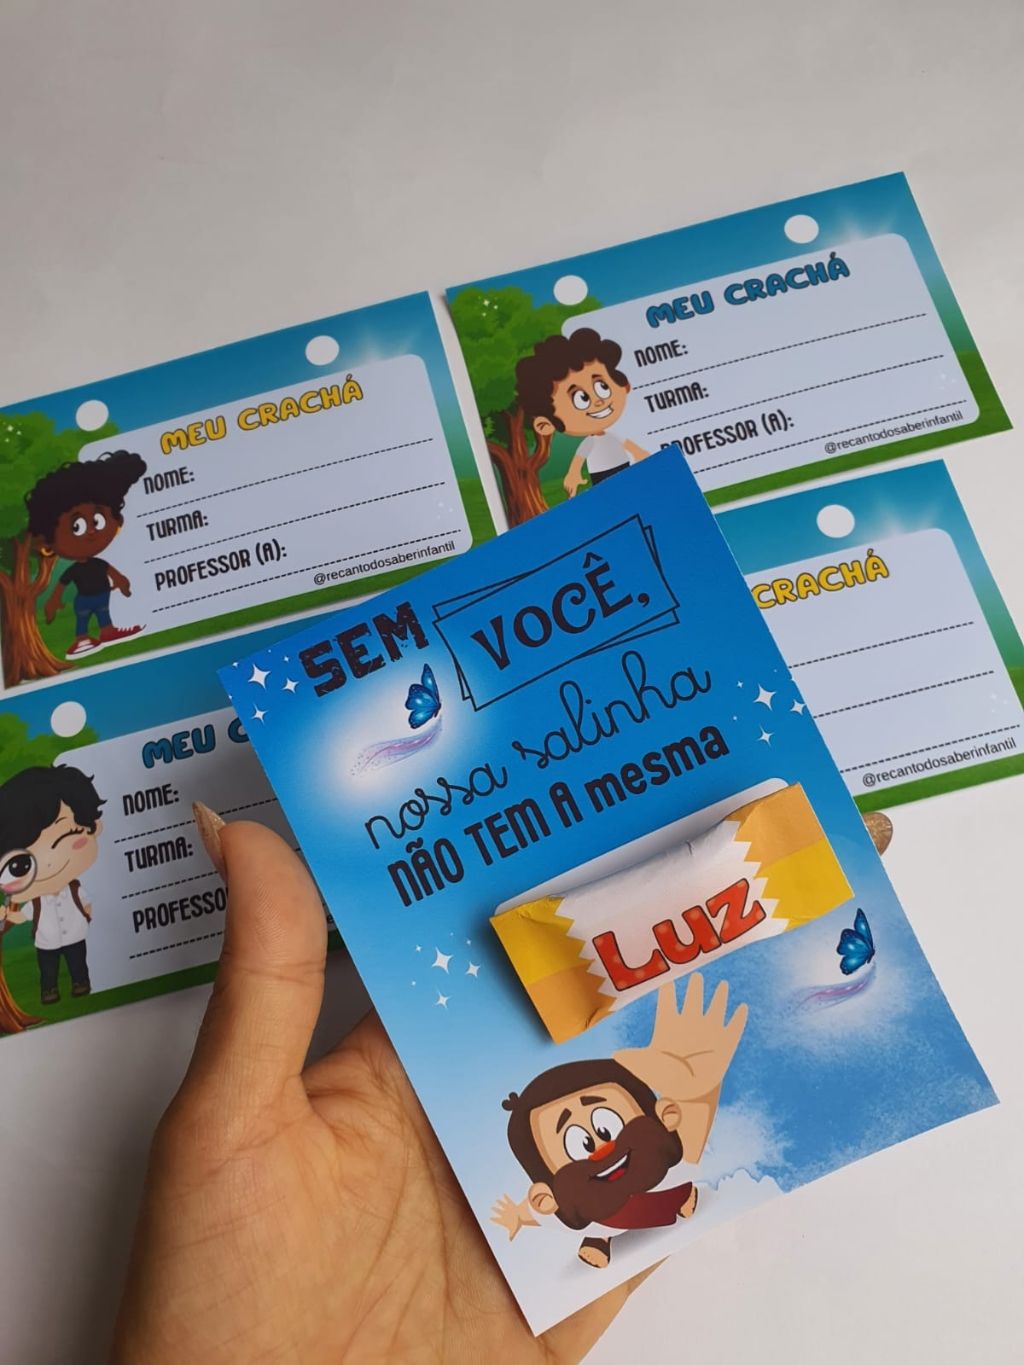 MEU CRACHÁ
NOME:
TURMA:
PROFESSOR (A):
@recantodosaberinfantil
MEU CRACHÁ
NOME:
TURMA:
PROFESSOR (A):
@recantodosaberinfantil
MEU C
NOME:
TURMA:
PROFESSO
CRACHÁ
@recantodosaberinfantil
SEM VOCÊ,
nossa salinha
NÃO TEM A mesma
LUZ